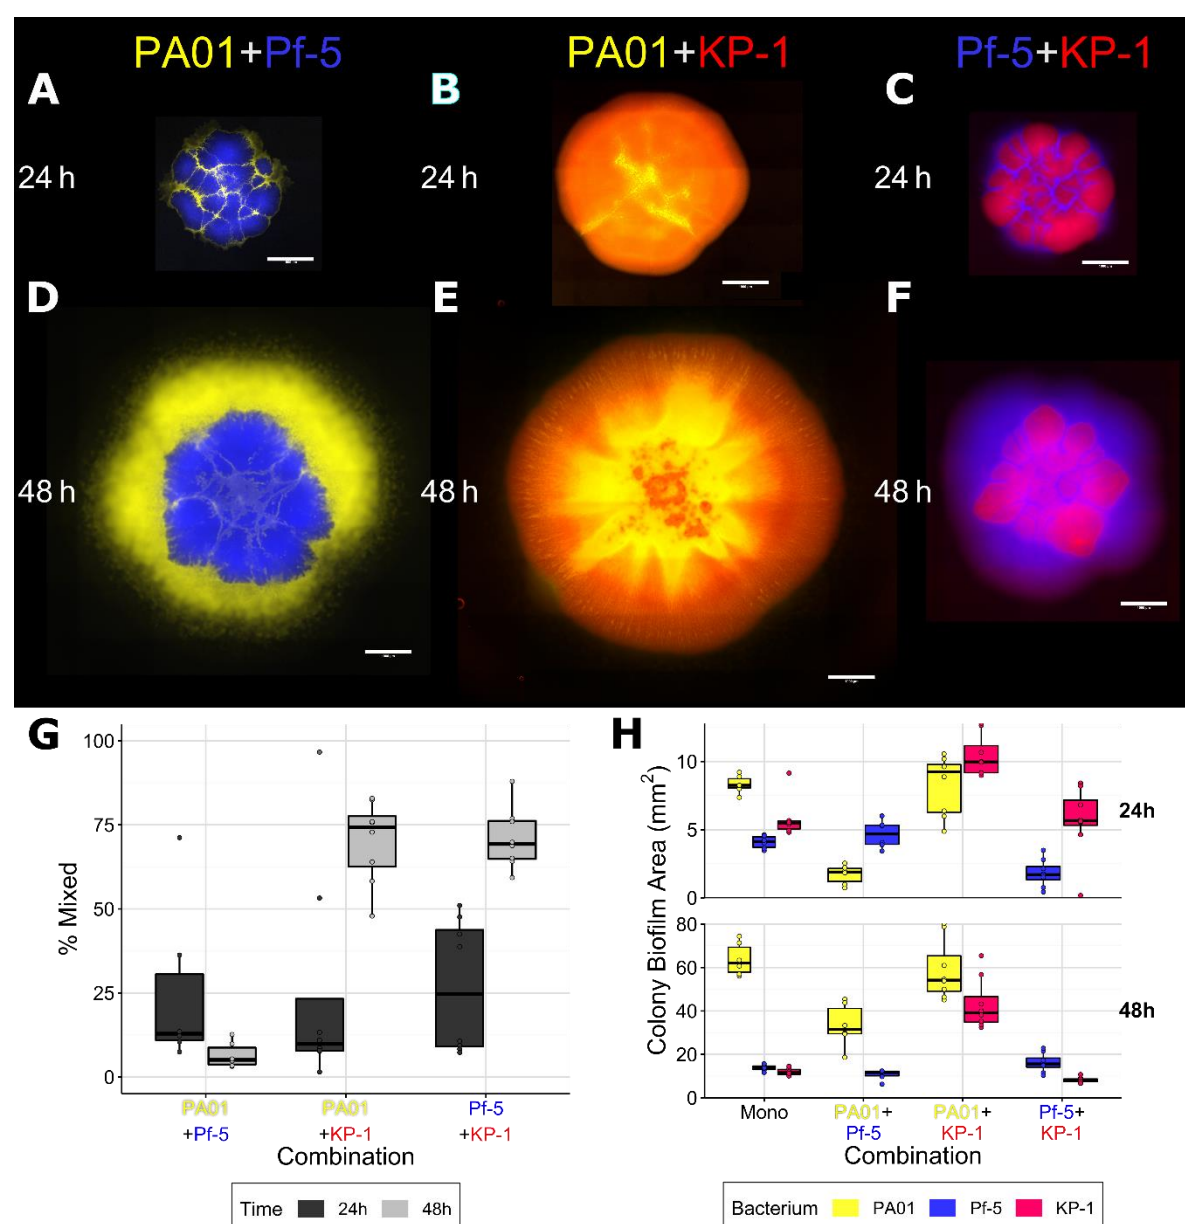 PA01+Pf-5 PA01+KP-1 Pf-5+KP-1
A B C
24 h 24 h 24 h
D E F
48 h 48 h 48 h
G
100
75
50
25
0
% Mixed
PA01 PA01 Pf-5
+Pf-5 +KP-1 +KP-1
Combination
Time 24h 48h
H
10
5
0
24h
80
60
40
20
0
48h
Colony Biofilm Area (mm²)
Mono PA01+ PA01+ Pf-5+
Pf-5 KP-1 KP-1
Combination
Bacterium PA01 Pf-5 KP-1